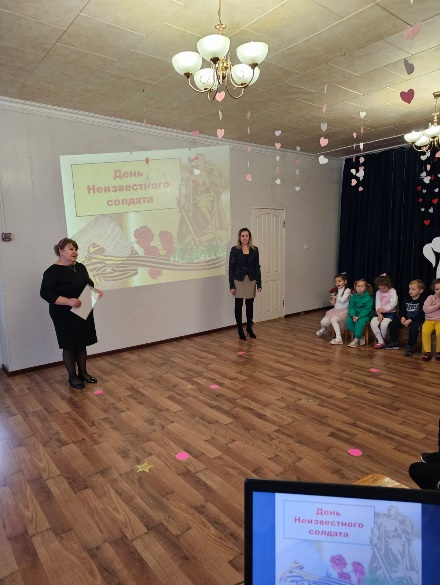 День
Неизвестного
солдата
День
Неизвестного
солдата